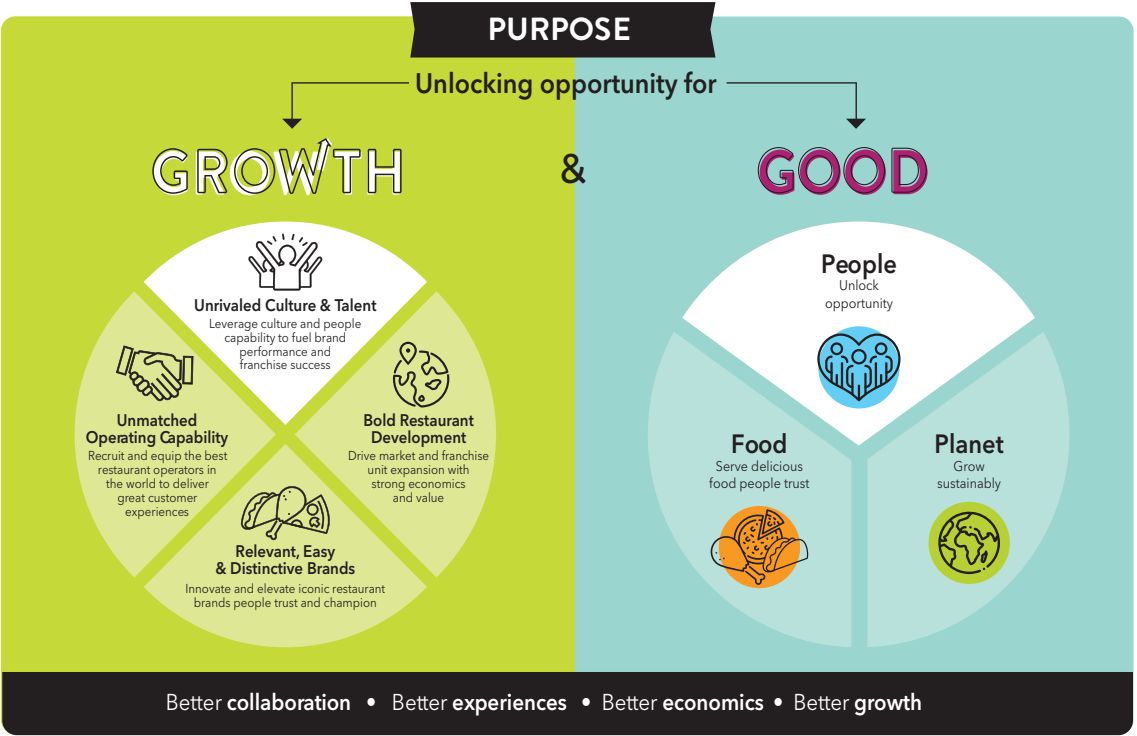 PURPOSE
Unlocking opportunity for
GROWTH
&
GOOD
Unrivaled Culture & Talent
Leverage culture and people
capability to fuel brand
performance and
franchise success
Unmatched
Operating Capability
Recruit and equip the best
restaurant operators in
the world to deliver
great customer
experiences
Bold Restaurant
Development
Drive market and franchise
unit expansion with
strong economics
and value
Relevant, Easy
& Distinctive Brands
Innovate and elevate iconic restaurant
brands people trust and champion
People
Unlock
opportunity
Food
Serve delicious
food people trust
Planet
Grow
sustainably
Better collaboration • Better experiences • Better economics • Better growth